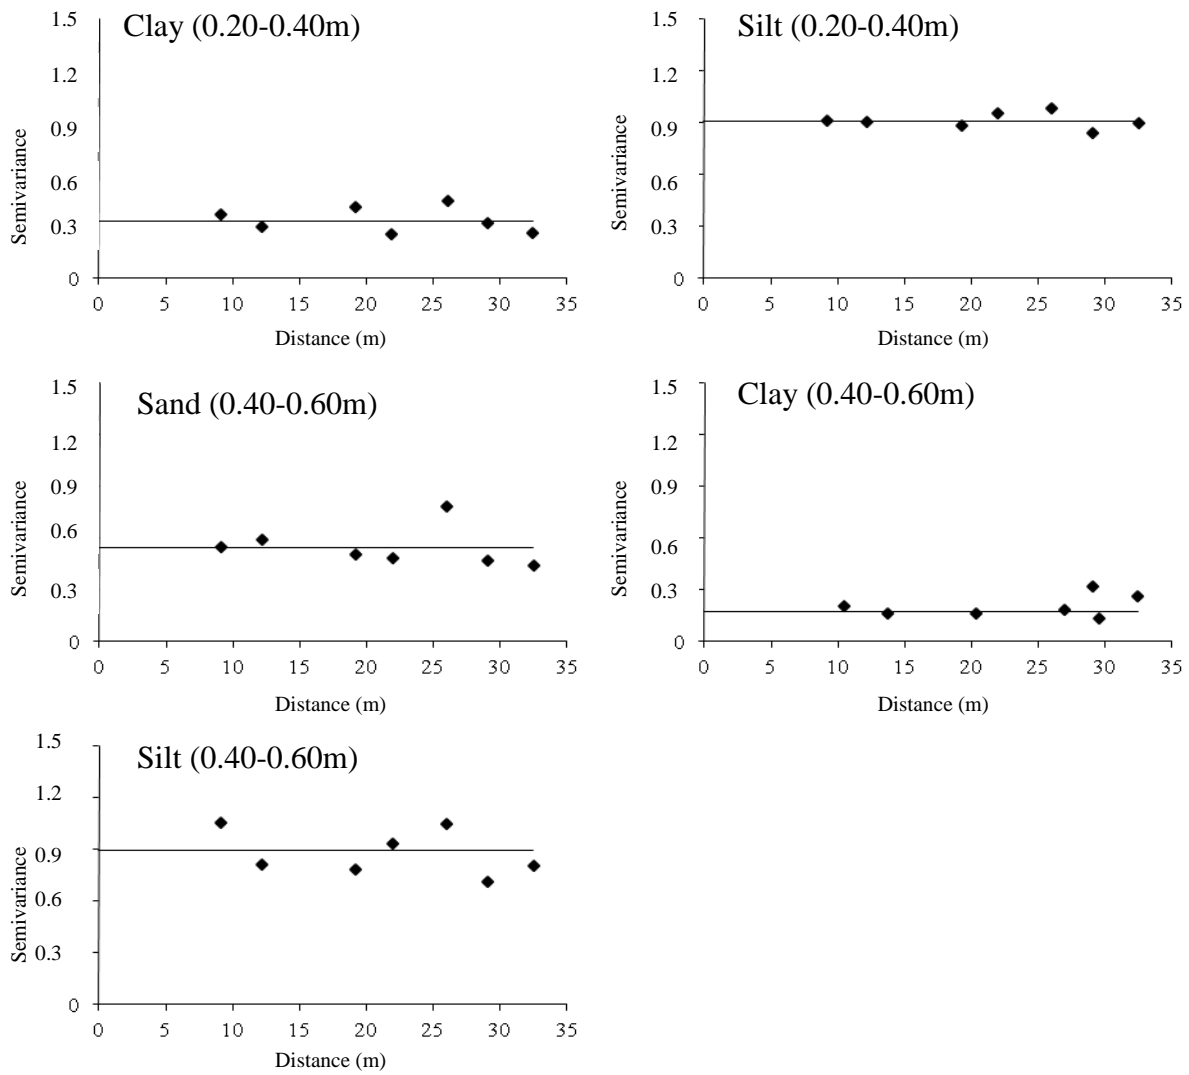 Clay (0.20-0.40m)
1.5
1.2
0.9
0.6
0.3
0
Semivariance
0 5 10 15 20 25 30 35
Distance (m)
Silt (0.20-0.40m)
1.5
1.2
0.9
0.6
0.3
0
Semivariance
0 5 10 15 20 25 30 35
Distance (m)
Sand (0.40-0.60m)
1.5
1.2
0.9
0.6
0.3
0
Semivariance
0 5 10 15 20 25 30 35
Distance (m)
Clay (0.40-0.60m)
1.5
1.2
0.9
0.6
0.3
0
Semivariance
0 5 10 15 20 25 30 35
Distance (m)
Silt (0.40-0.60m)
1.5
1.2
0.9
0.6
0.3
0
Semivariance
0 5 10 15 20 25 30 35
Distance (m)